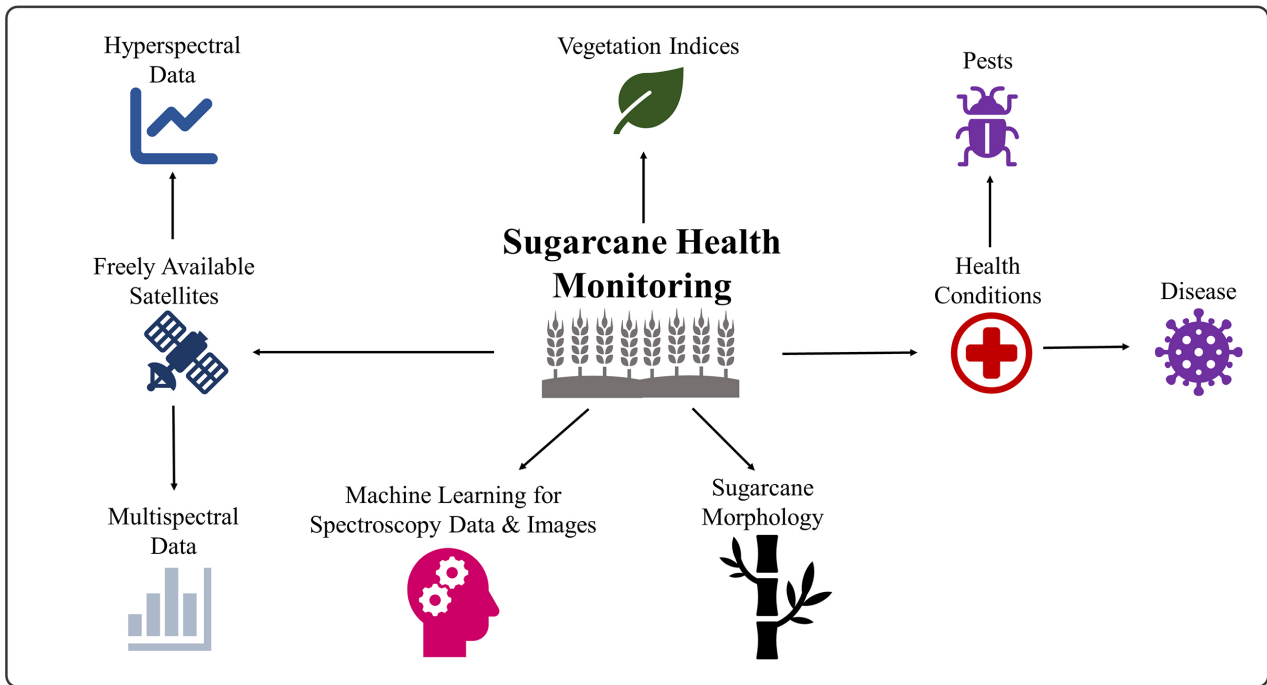 Hyperspectral
Data
Vegetation Indices
Pests
Sugarcane Health
Monitoring
Freely Available
Satellites
Health
Conditions
Disease
Machine Learning for
Spectroscopy Data & Images
Sugarcane
Morphology
Multispectral
Data